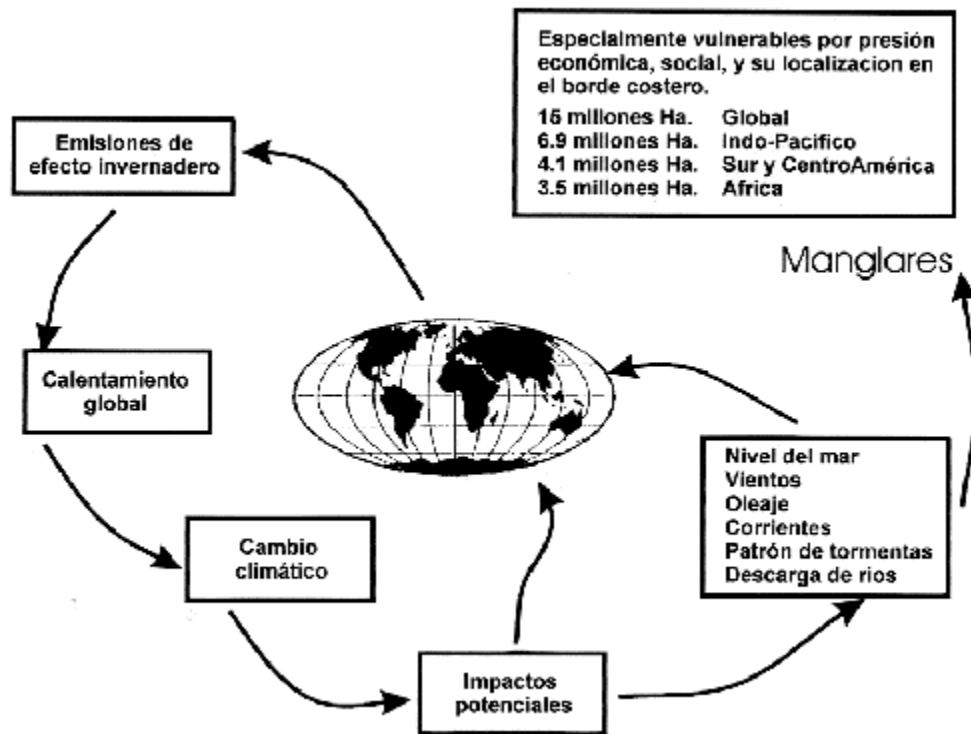 Especialmente vulnerables por presión
económica, social, y su localizacion en
el borde costero.
15 millones Ha. Global
6.9 millones Ha. Indo-Pacifico
4.1 millones Ha. Sur y CentroAmérica
3.5 millones Ha. Africa
Emisiones de
efecto invernadero
Manglares
Calentamiento
global
Nivel del mar
Vientos
Oleaje
Corrientes
Patrón de tormentas
Descarga de rios
Cambio
climático
Impactos
potenciales